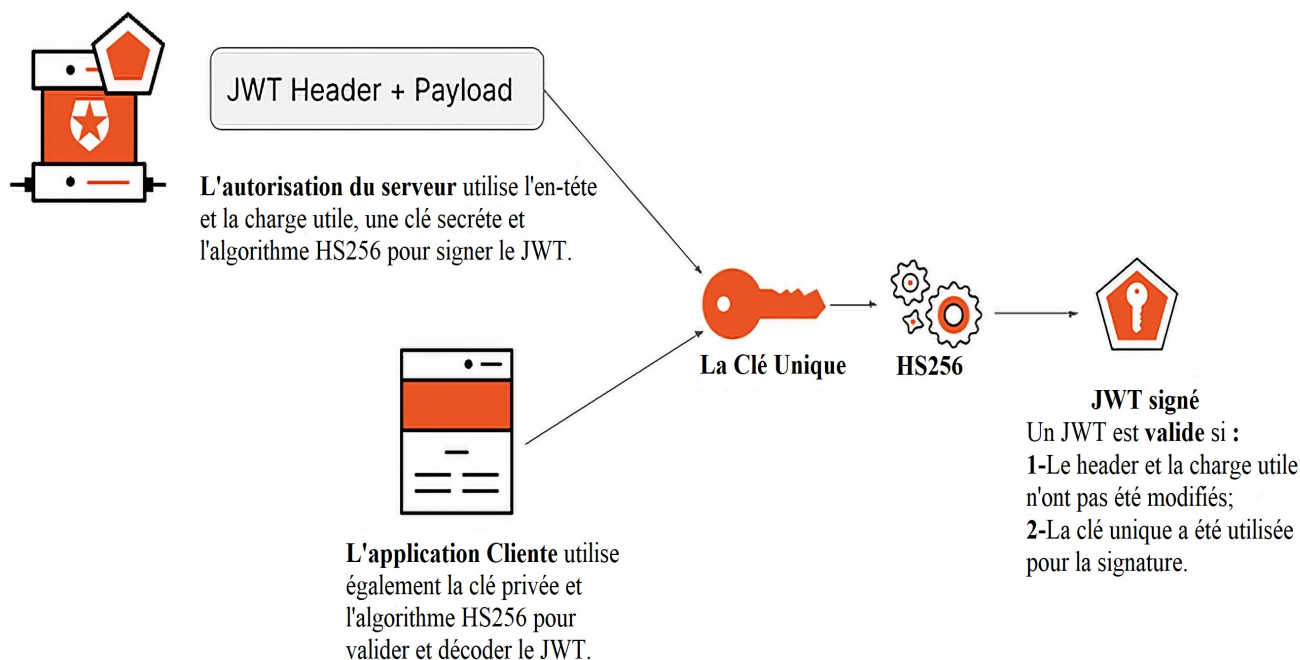 JWT Header + Payload
L'autorisation du serveur utilise l'en-téte
et la charge utile, une clé secréte et
l'algorithme HS256 pour signer le JWT.
La Clé Unique
HS256
JWT signé
Un JWT est valide si :
1-Le header et la charge utile
n'ont pas été modifiés;
2-La clé unique a été utilisée
pour la signature.
L'application Cliente utilise
également la clé privée et
l'algorithme HS256 pour
valider et décoder le JWT.